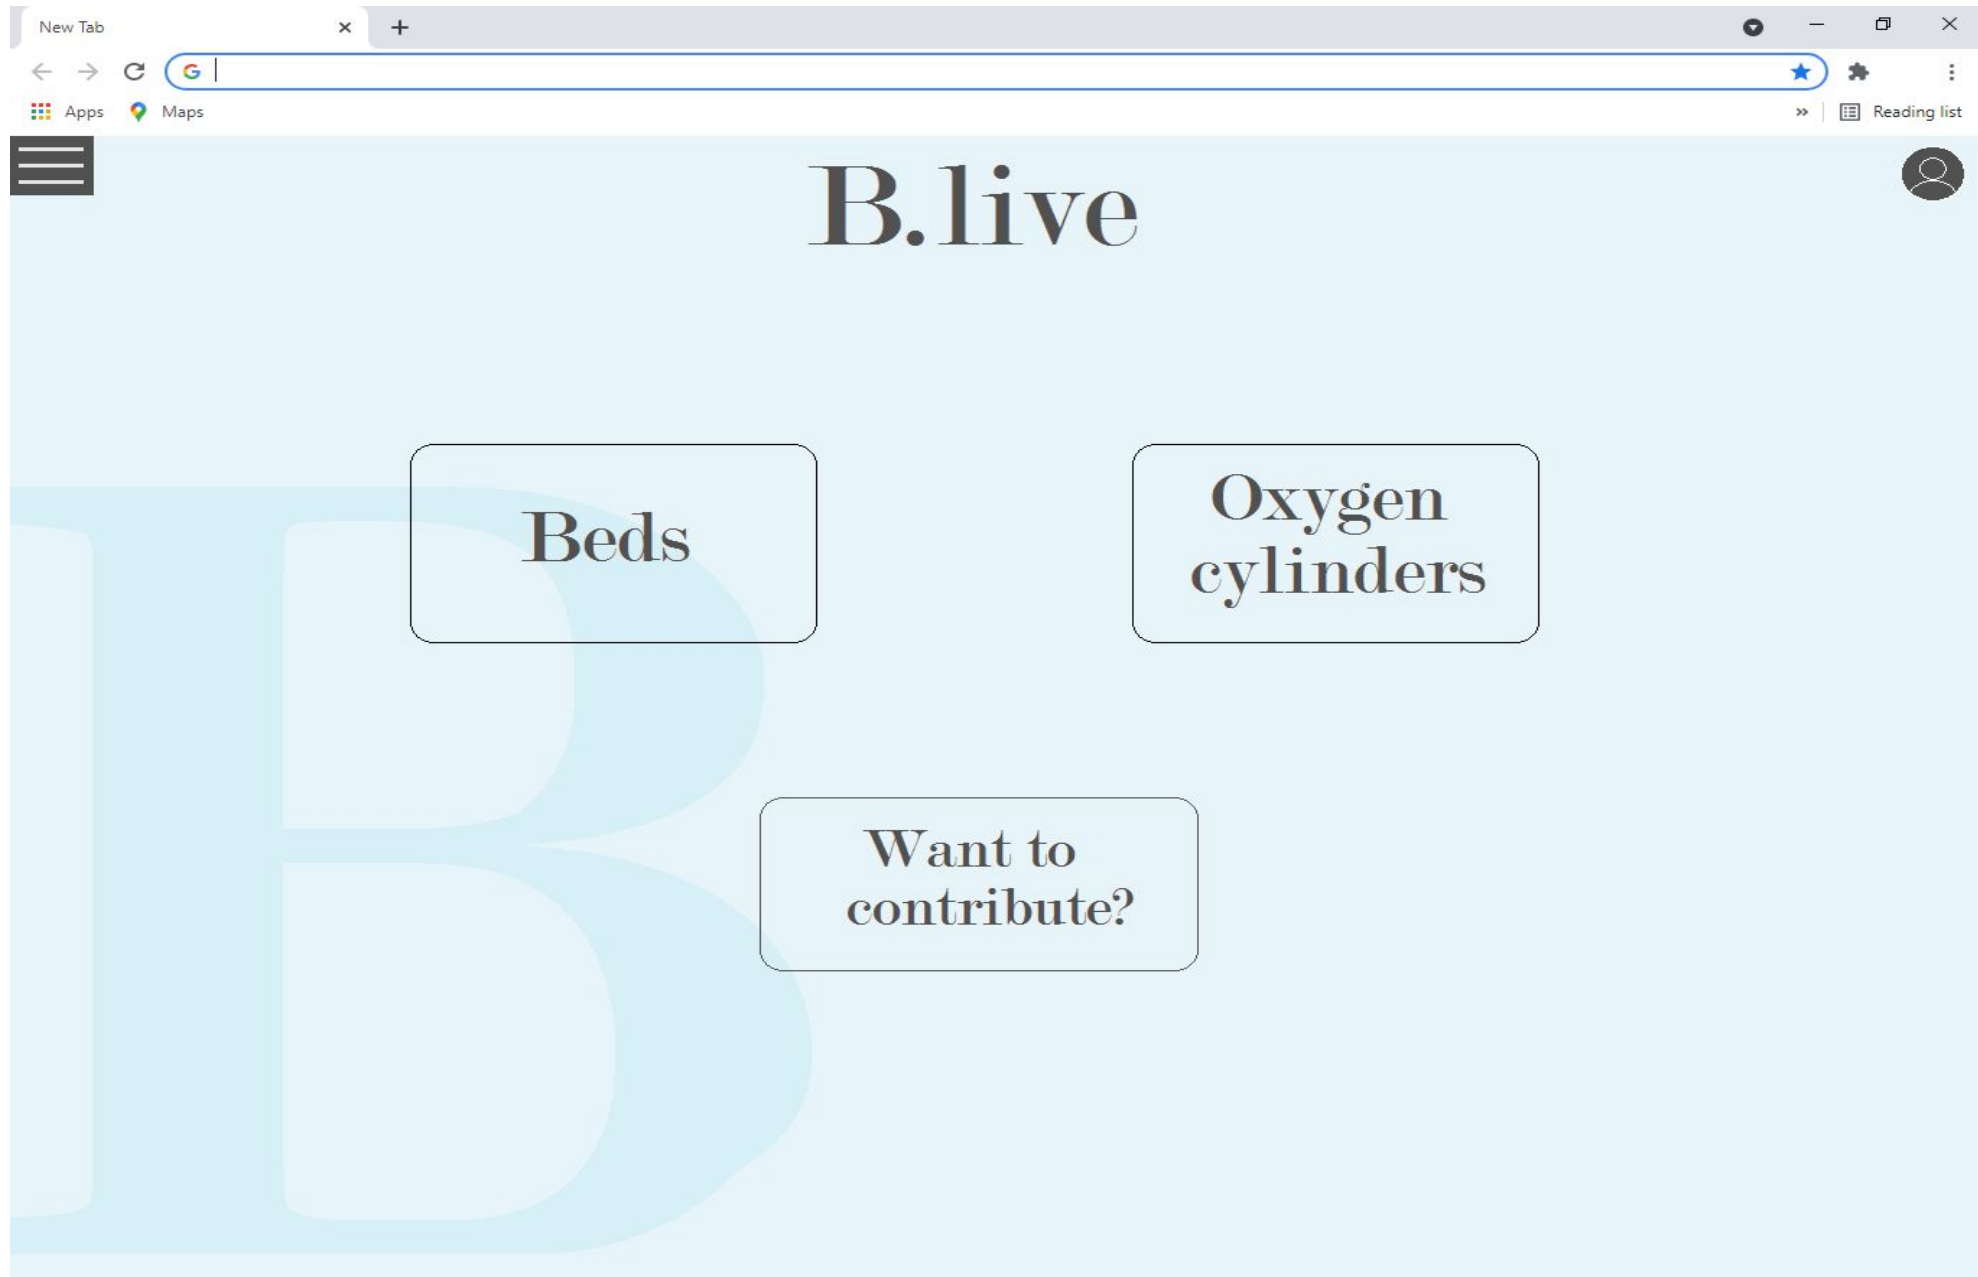 New Tab
Apps Maps Reading list
B.live
Beds
Oxygen
cylinders
Want to
contribute?